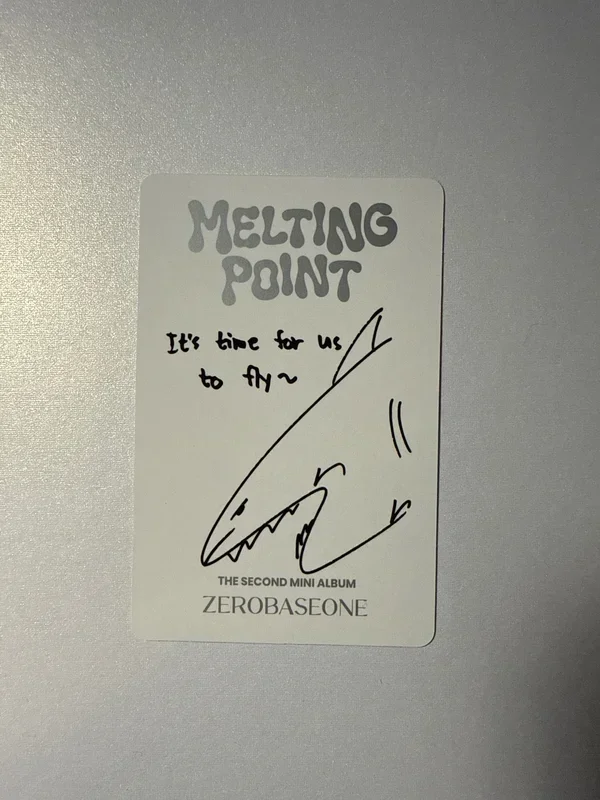 MELTING
POINT
It's time for us
to fly~
THE SECOND MINI ALBUM
ZEROBASEONE